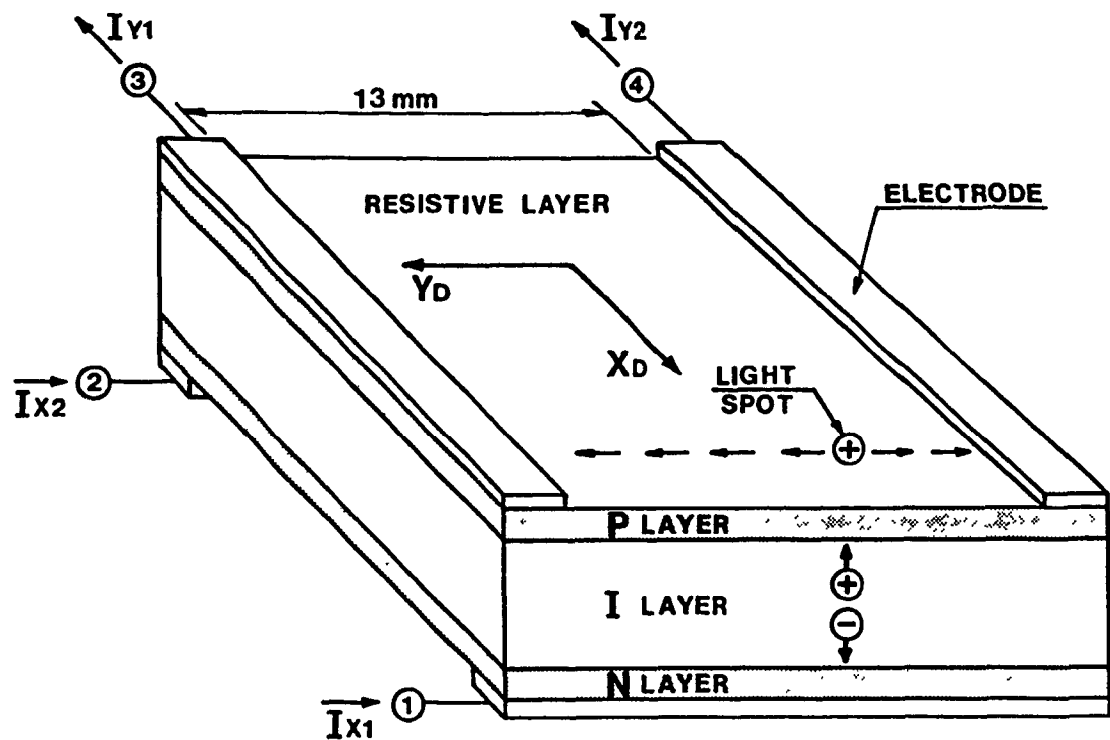 IY1
IY2
③
④
13 mm
RESISTIVE LAYER
ELECTRODE
YD
XD
②
IX2
LIGHT
SPOT
+
P LAYER
+
I LAYER
−
N LAYER
①
IX1